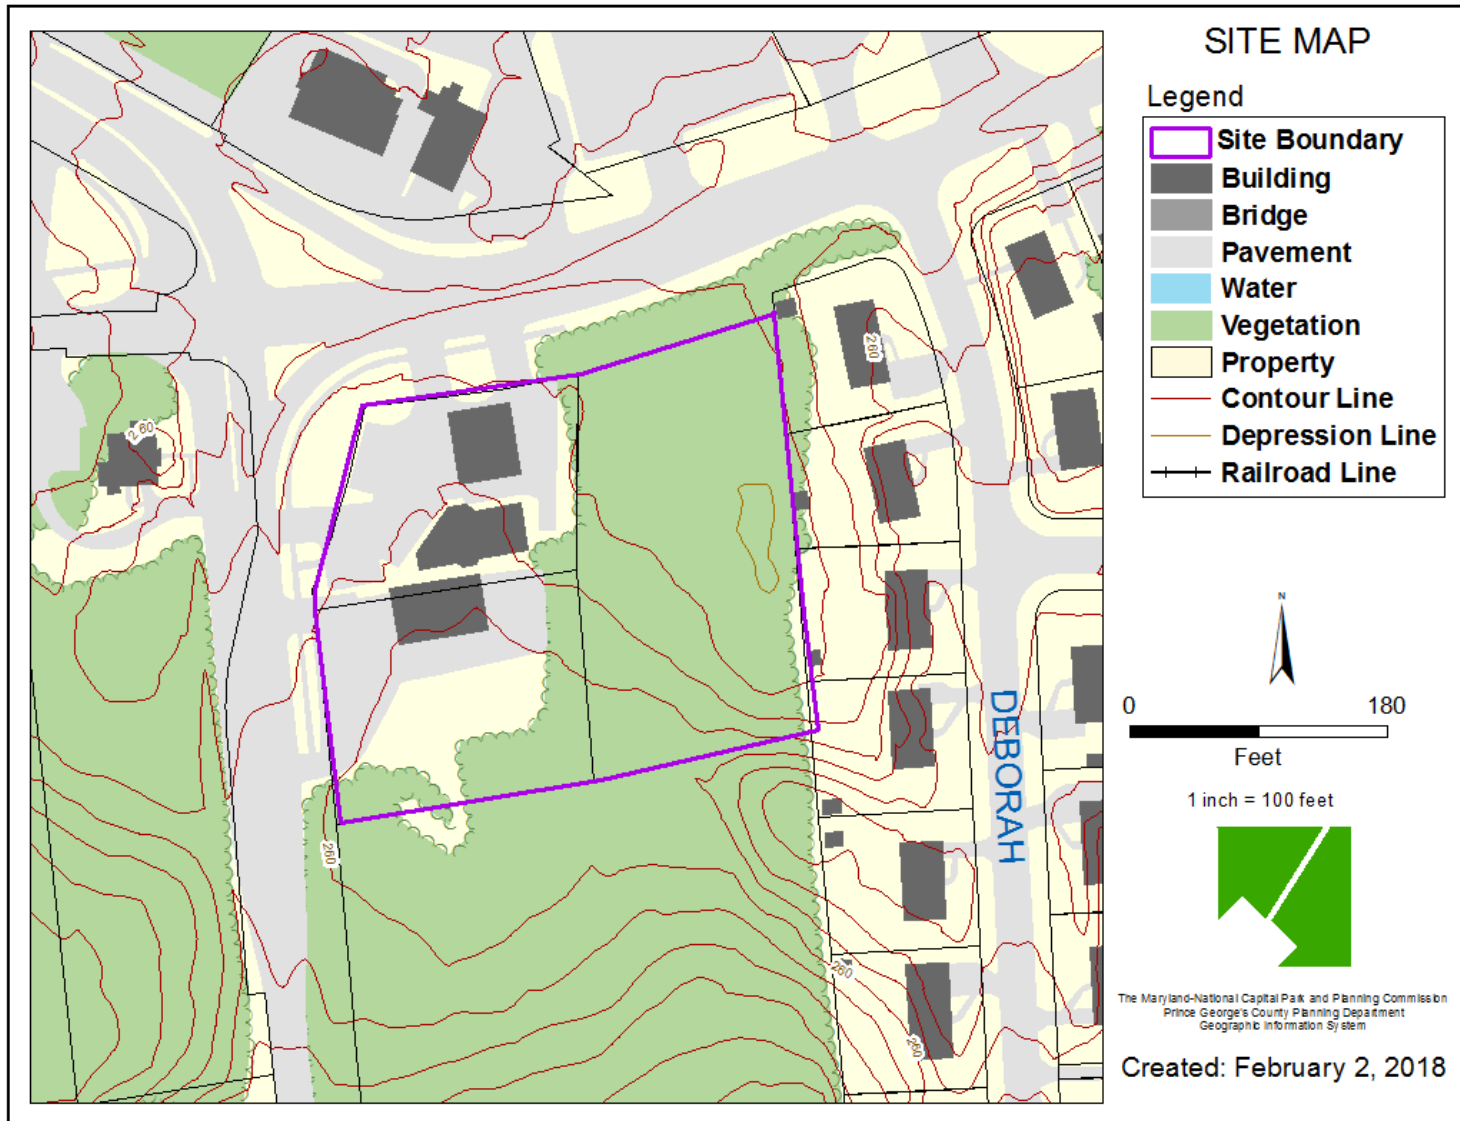 SITE MAP
Legend
Site Boundary
Building
Bridge
Pavement
Water
Vegetation
Property
Contour Line
Depression Line
Railroad Line
N
0 180
Feet
1 inch = 100 feet
The Maryland-National Capital Park and Planning Commission
Prince George's County Planning Department
Geographic Information System
Created: February 2, 2018
260
260
DEBORAH
260
260
260